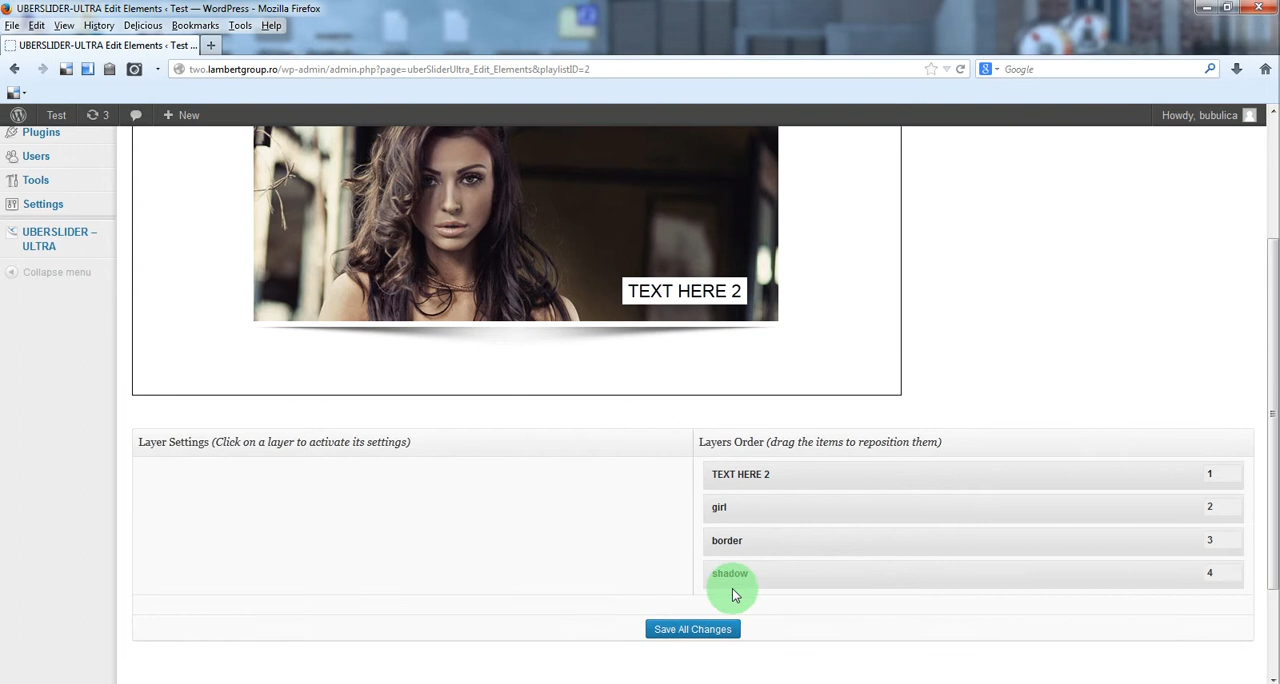 UBERSLIDER-ULTRA Edit Elements ‹ Test — WordPress - Mozilla Firefox
File Edit View History Delicious Bookmarks Tools Help
UBERSLIDER-ULTRA Edit Elements ‹ Test ... +
two.lambertgroup.ro/wp-admin/admin.php?page=uberSliderUltra_Edit_Elements&playlistID=2
Google
Test 3 + New Howdy, bubulica
Plugins
Users
Tools
Settings
UBERSLIDER –
ULTRA
Collapse menu
TEXT HERE 2
Layer Settings (Click on a layer to activate its settings)
Layers Order (drag the items to reposition them)
TEXT HERE 2 1
girl 2
border 3
shadow 4
Save All Changes